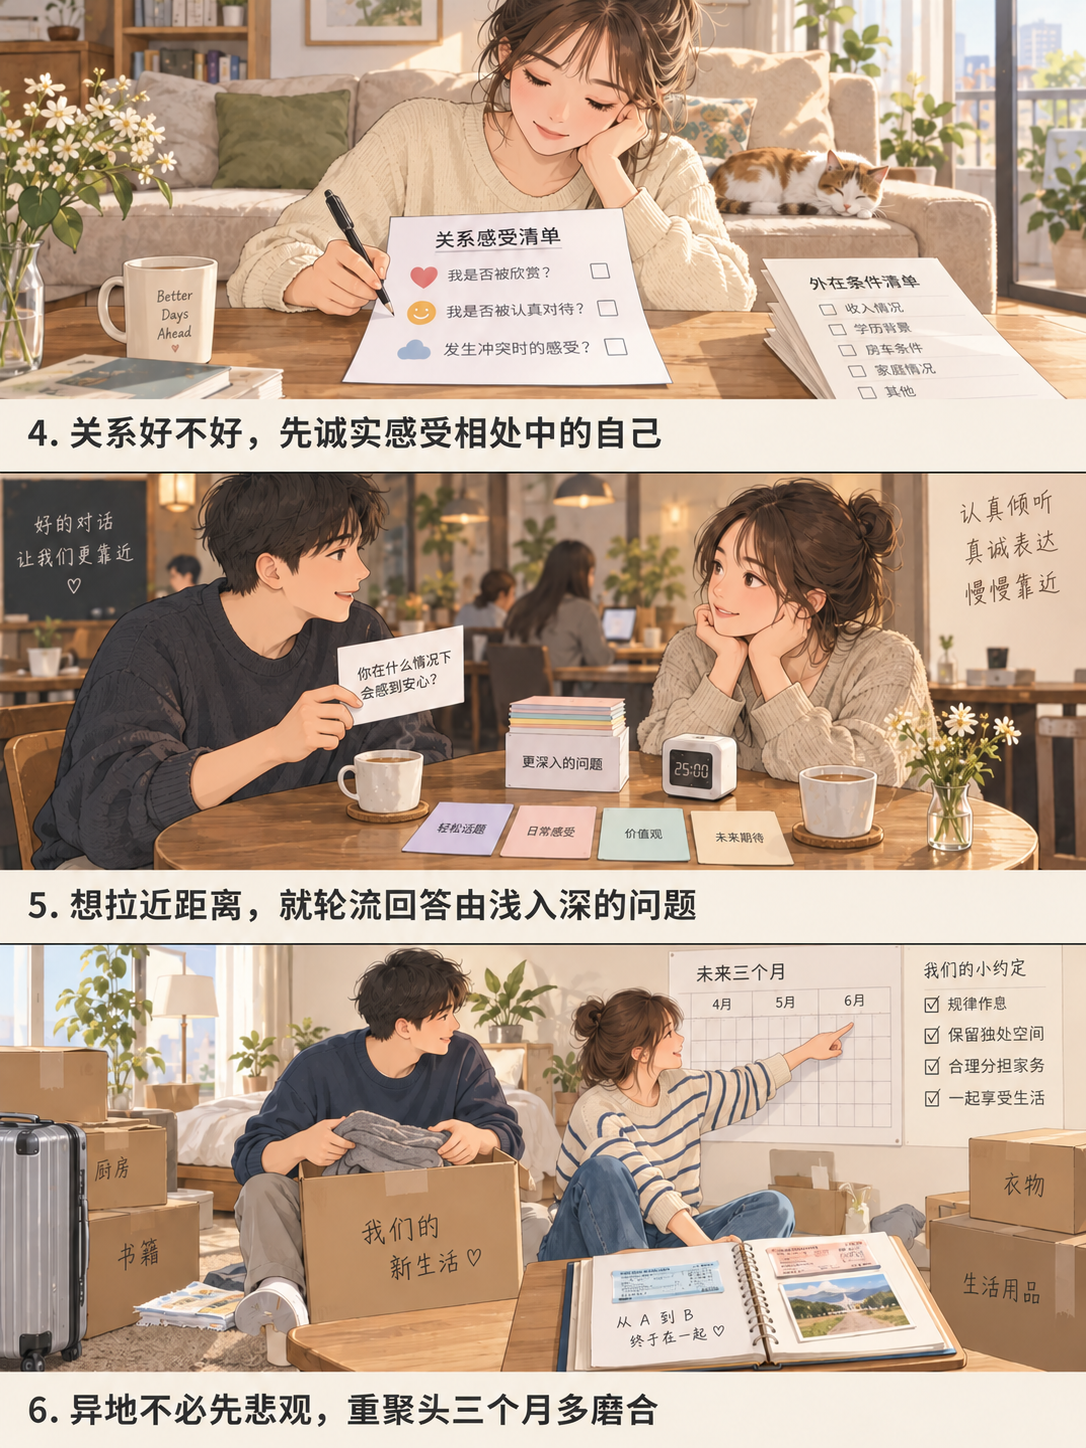 关系感受清单
我是否被欣赏？
我是否被认真对待？
发生冲突时的感受？
外在条件清单
收入情况
学历背景
房车条件
家庭情况
其他
Better
Days
Ahead
4. 关系好不好，先诚实感受相处中的自己
好的对话
让我们更靠近
认真倾听
真诚表达
慢慢靠近
你在什么情况下
会感到安心？
更深入的问题
25:00
轻松话题
日常感受
价值观
未来期待
5. 想拉近距离，就轮流回答由浅入深的问题
未来三个月
4月
5月
6月
我们的小约定
规律作息
保留独处空间
合理分担家务
一起享受生活
厨房
书籍
我们的
新生活
衣物
生活用品
从 A 到 B
终于在一起
6. 异地不必先悲观，重聚头三个月多磨合